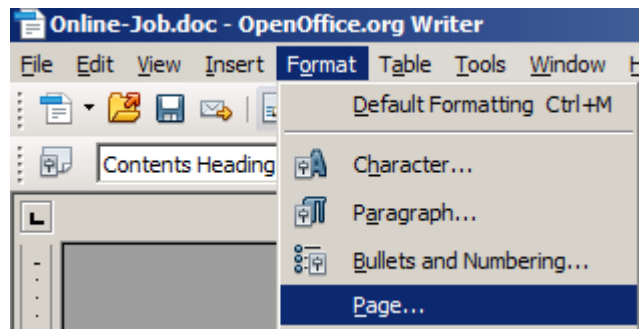 Online-Job.doc - OpenOffice.org Writer
File Edit View Insert Format Table Tools Window H
Default Formatting Ctrl+M
Contents Heading
Character...
Paragraph...
Bullets and Numbering...
Page...